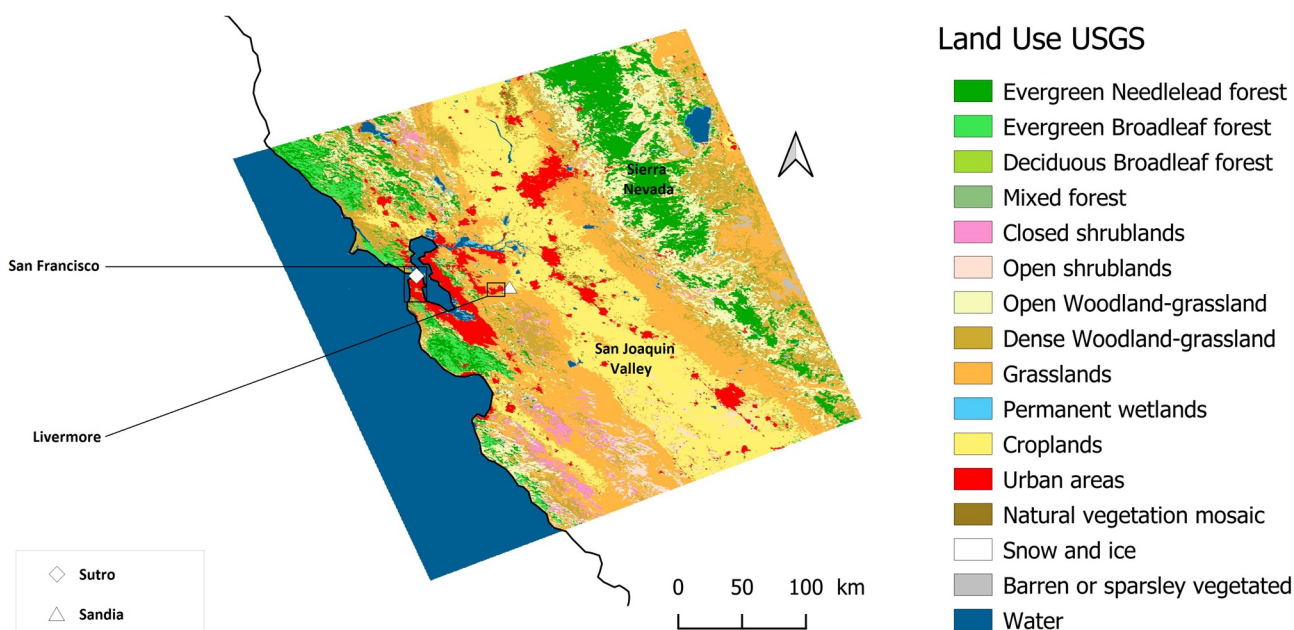 Land Use USGS
Evergreen Needlelead forest
Evergreen Broadleaf forest
Deciduous Broadleaf forest
Mixed forest
Closed shrublands
Open shrublands
Open Woodland-grassland
Dense Woodland-grassland
Grasslands
Permanent wetlands
Croplands
Urban areas
Natural vegetation mosaic
Snow and ice
Barren or sparsley vegetated
Water
Sierra
Nevada
San Francisco
San Joaquin
Valley
Livermore
Sutro
Sandia
0 50 100 km